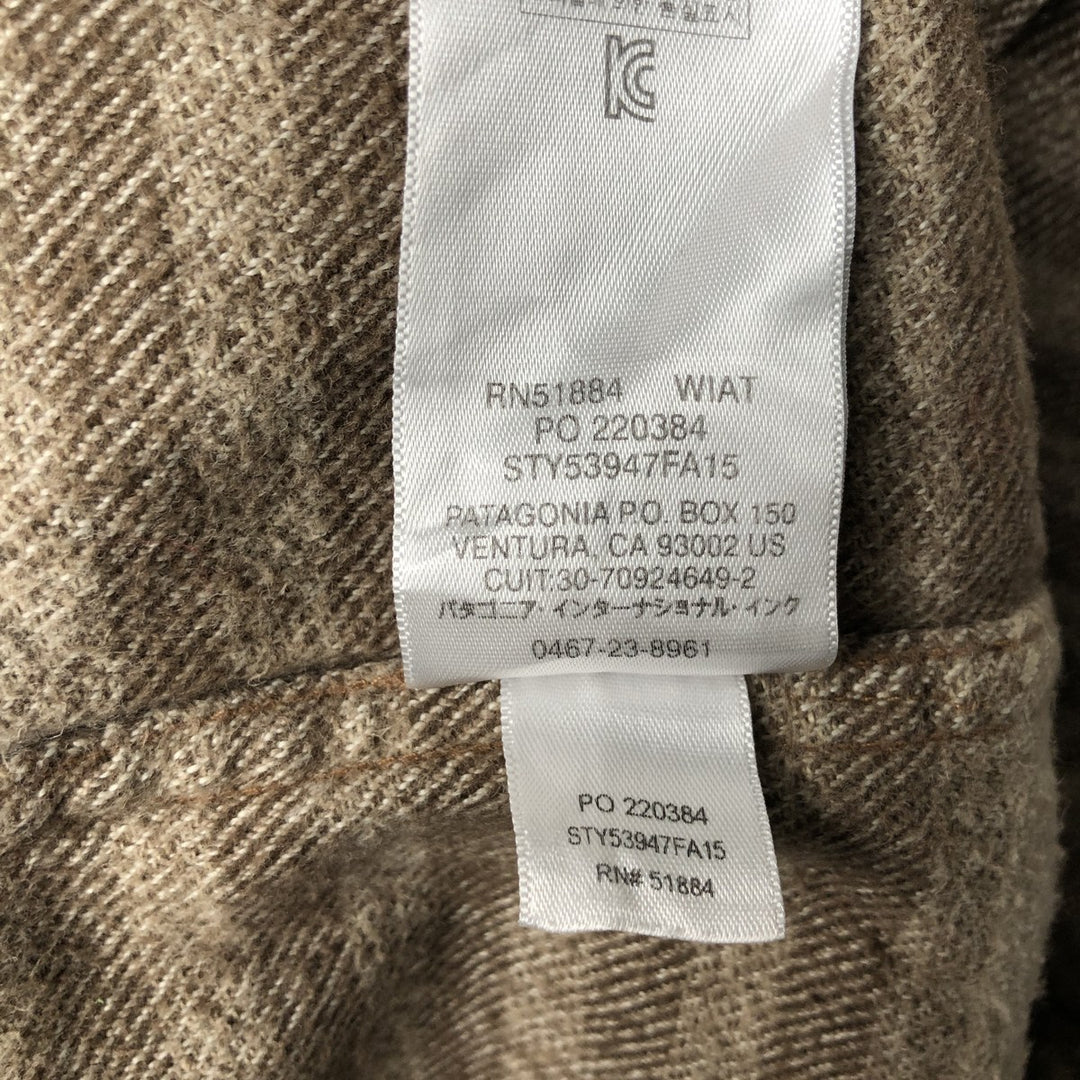 KC
RN51884 WIAT
PO 220384
STY53947FA15
PATAGONIA P.O. BOX 150
VENTURA, CA 93002 US
CUIT:30-70924649-2
パタゴニア・インターナショナル・インク
0467-23-8961
PO 220384
STY53947FA15
RN# 51884